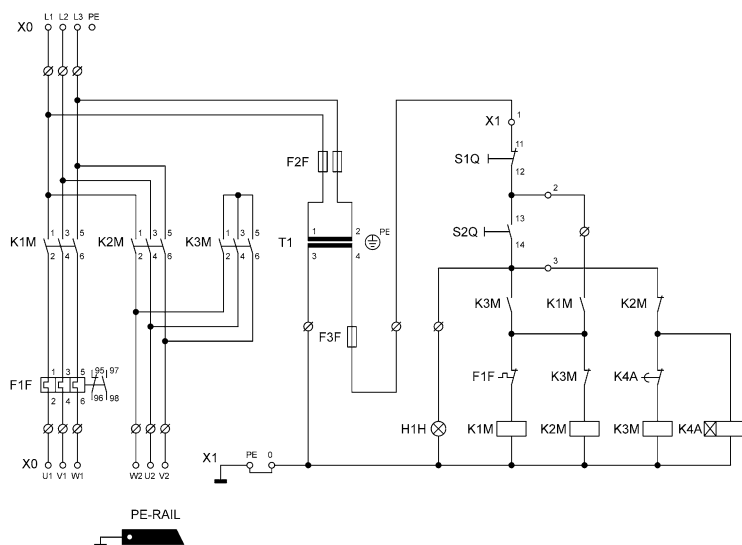 L1 L2 L3 PE
X0
1
X1
11
S1Q
12
F2F
2
1 3 5
1 3 5
1 3 5
1 2
PE
13
S2Q
14
K1M
K2M
K3M
T1
2 4 6
2 4 6
2 4 6
3 4
3
K3M
K1M
K2M
F3F
1 3 5
95 97
F1F
96 98
2 4 6
F1F
K3M
K4A
H1H
K1M
K2M
K3M
K4A
X0
U1 V1 W1
W2 U2 V2
X1
PE 0
PE-RAIL